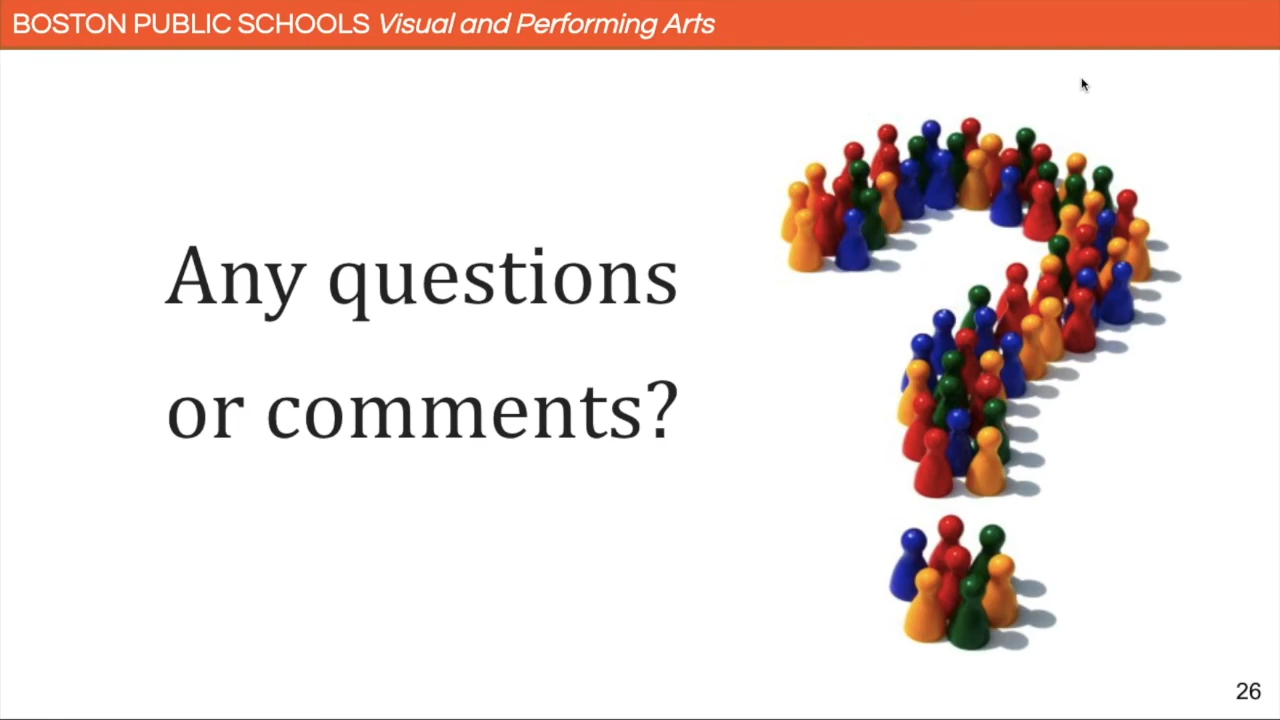 BOSTON PUBLIC SCHOOLS Visual and Performing Arts
Any questions
or comments?
26